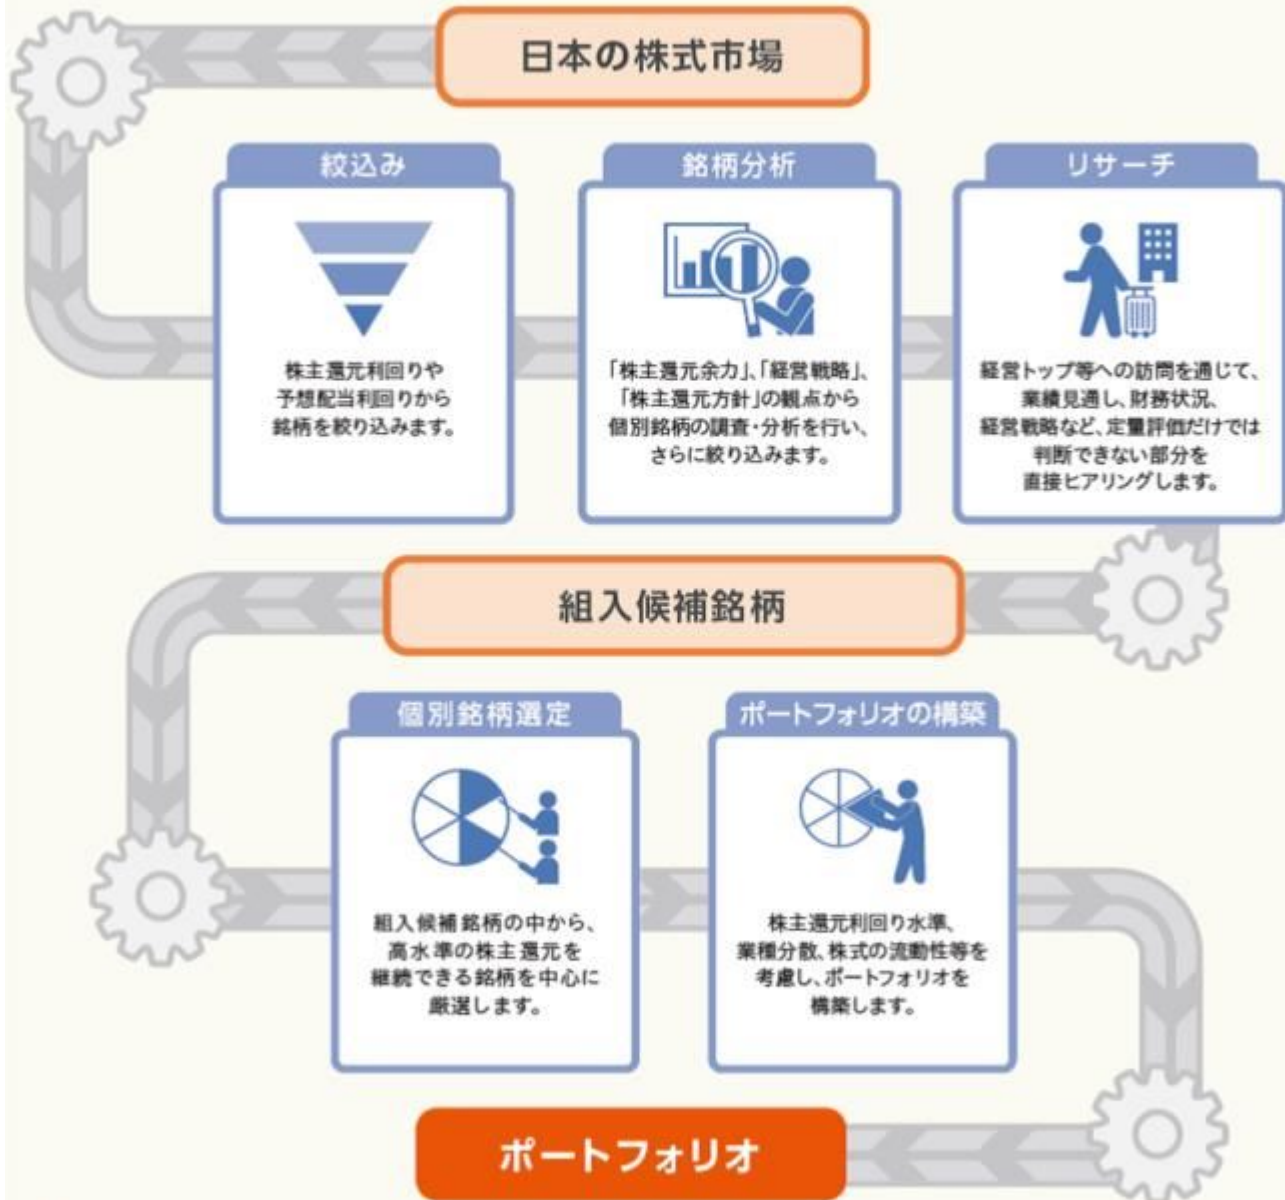 日本の株式市場
絞込み
株主還元利回りや
予想配当利回りから
銘柄を絞り込みます。
銘柄分析
「株主還元余力」、「経営戦略」、
「株主還元方針」の観点から
個別銘柄の調査・分析を行い、
さらに絞り込みます。
リサーチ
経営トップ等への訪問を通じて、
業績見通し、財務状況、
経営戦略など、定量評価だけでは
判断できない部分を
直接ヒアリングします。
組入候補銘柄
個別銘柄選定
組入候補銘柄の中から、
高水準の株主還元を
継続できる銘柄を中心に
厳選します。
ポートフォリオの構築
株主還元利回り水準、
業種分散、株式の流動性等を
考慮し、ポートフォリオを
構築します。
ポートフォリオ